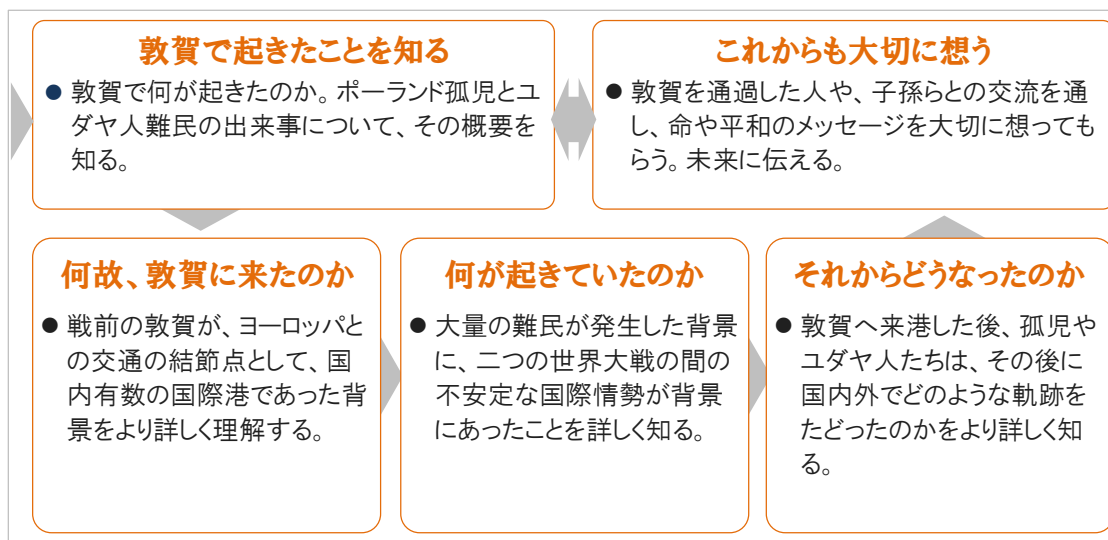 敦賀で起きたことを知る
● 敦賀で何が起きたのか。ポーランド孤児とユ
ダヤ人難民の出来事について、その概要を
知る。
これからも大切に想う
● 敦賀を通過した人や、子孫らとの交流を通
し、命や平和のメッセージを大切に想っても
らう。未来に伝える。
何故、敦賀に来たのか
● 戦前の敦賀が、ヨーロッパと
の交通の結節点として、国
内有数の国際港であった背
景をより詳しく理解する。
何が起きていたのか
● 大量の難民が発生した背景
に、二つの世界大戦の間の
不安定な国際情勢が背景
にあったことを詳しく知る。
それからどうなったのか
● 敦賀へ来港した後、孤児や
ユダヤ人たちは、その後に
国内外でどのような軌跡を
たどったのかをより詳しく知
る。